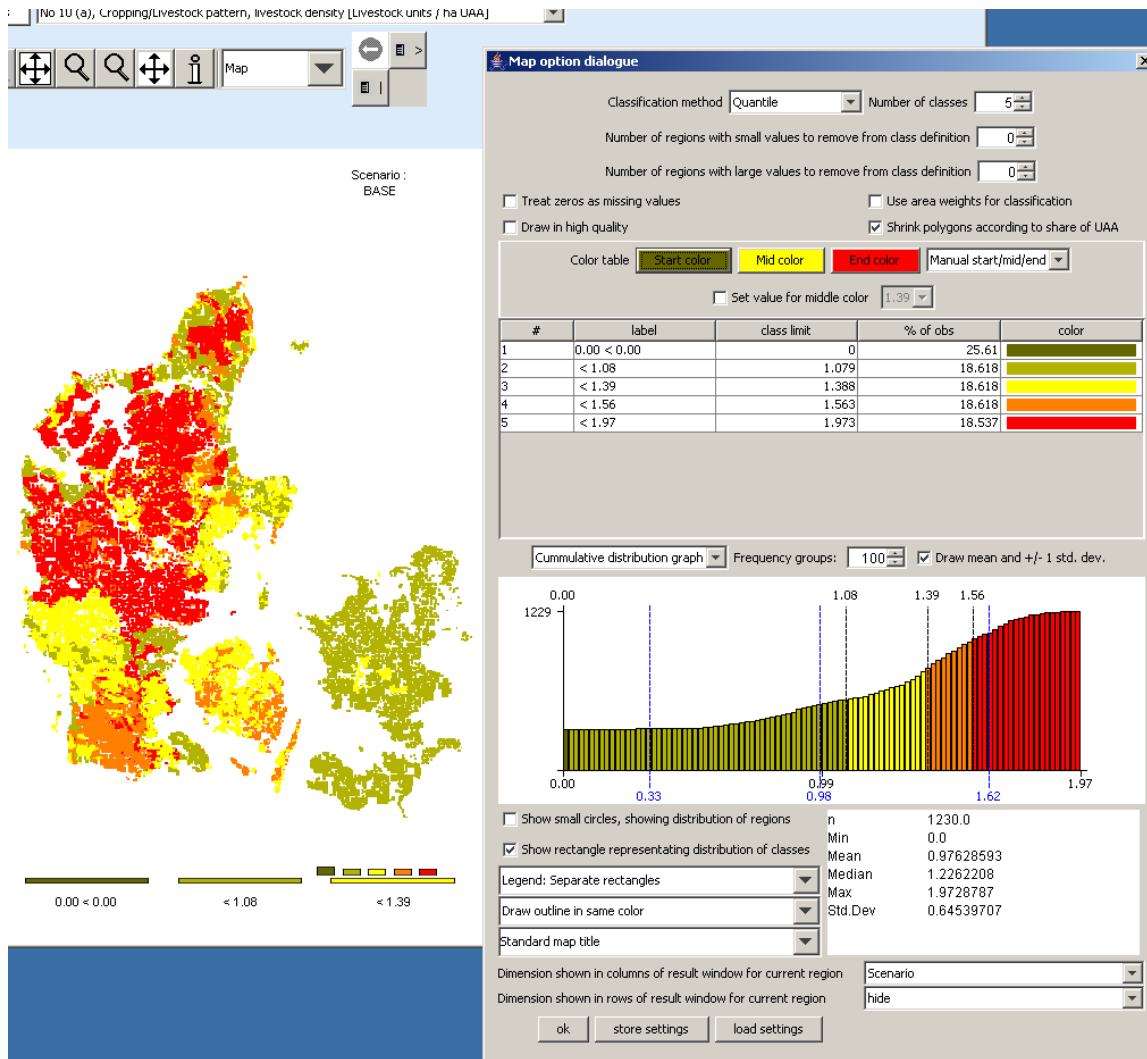 No 10 (a), Cropping/Livestock pattern, livestock density [Livestock units / ha UAA]
Map
Scenario :
BASE
0.00 < 0.00
< 1.08
< 1.39
Map option dialogue
Classification method Quantile Number of classes 5
Number of regions with small values to remove from class definition 0
Number of regions with large values to remove from class definition 0
Treat zeros as missing values Use area weights for classification
Draw in high quality Shrink polygons according to share of UAA
Color table Start color Mid color End color Manual start/mid/end
Set value for middle color 1.39
# label class limit % of obs color
1 0.00 < 0.00 0 25.61
2 < 1.08 1.079 18.618
3 < 1.39 1.388 18.618
4 < 1.56 1.563 18.618
5 < 1.97 1.973 18.537
Cummulative distribution graph Frequency groups: 100 Draw mean and +/- 1 std. dev.
0.00 1.08 1.39 1.56
1229
0.00 0.99 1.97
0.33 0.98 1.62
Show small circles, showing distribution of regions
Show rectangle representating distribution of classes
Legend: Separate rectangles
Draw outline in same color
Standard map title
n 1230.0
Min 0.0
Mean 0.97628593
Median 1.2262208
Max 1.9728787
Std.Dev 0.64539707
Dimension shown in columns of result window for current region Scenario
Dimension shown in rows of result window for current region hide
ok store settings load settings